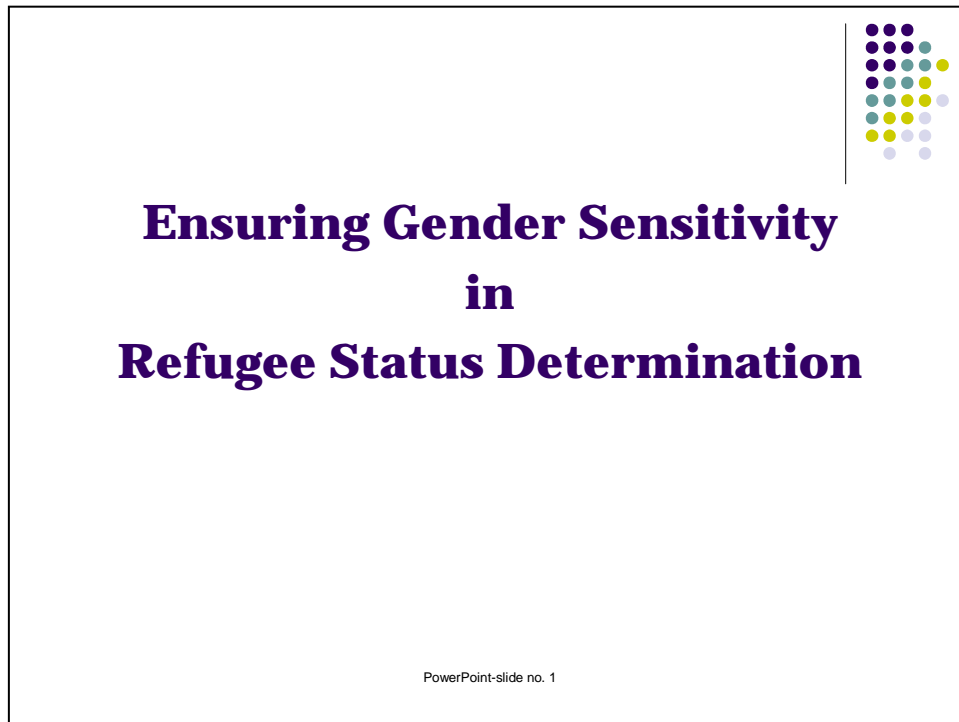 Ensuring Gender Sensitivity
in
Refugee Status Determination
PowerPoint-slide no. 1